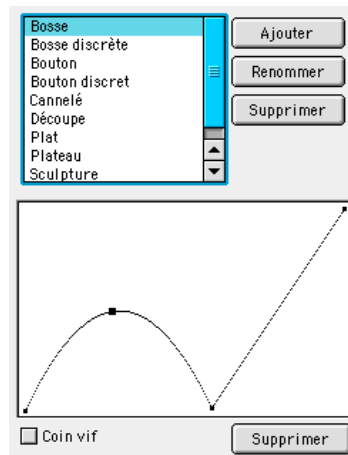 Bosse
Bosse discrète
Bouton
Bouton discret
Cannelé
Découpe
Plat
Plateau
Sculpture
Ajouter
Renommer
Supprimer
Coin vif
Supprimer